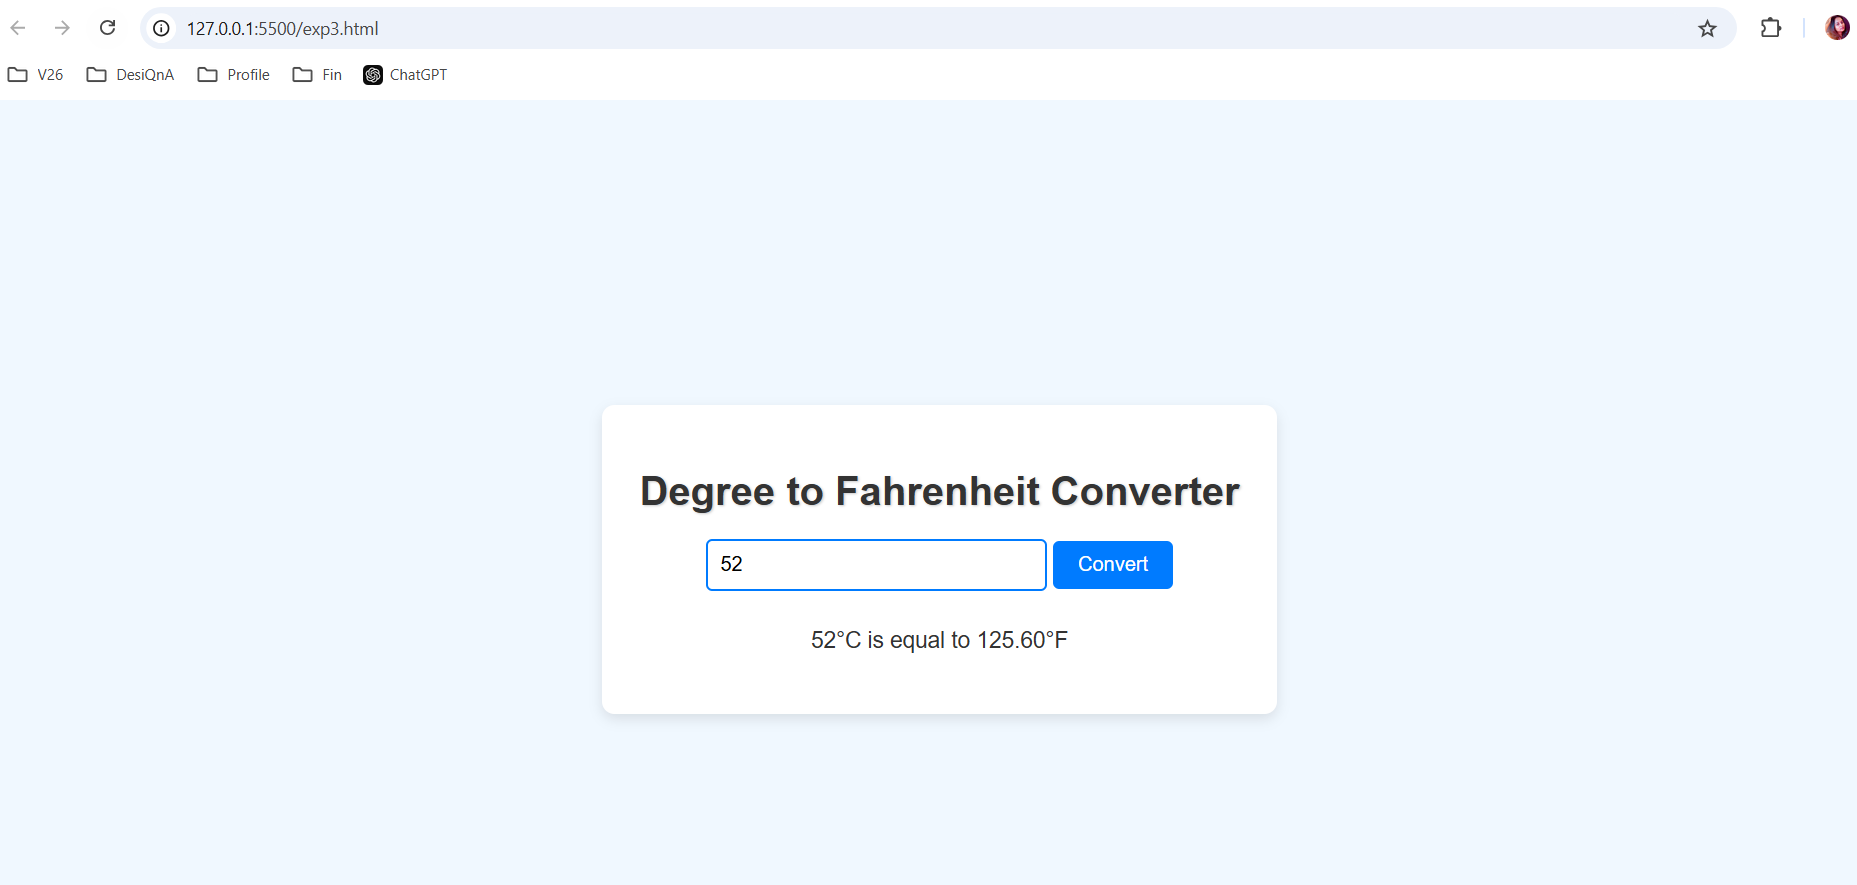 127.0.0.1:5500/exp3.html
V26 DesiQnA Profile Fin ChatGPT
Degree to Fahrenheit Converter
52 Convert
52°C is equal to 125.60°F